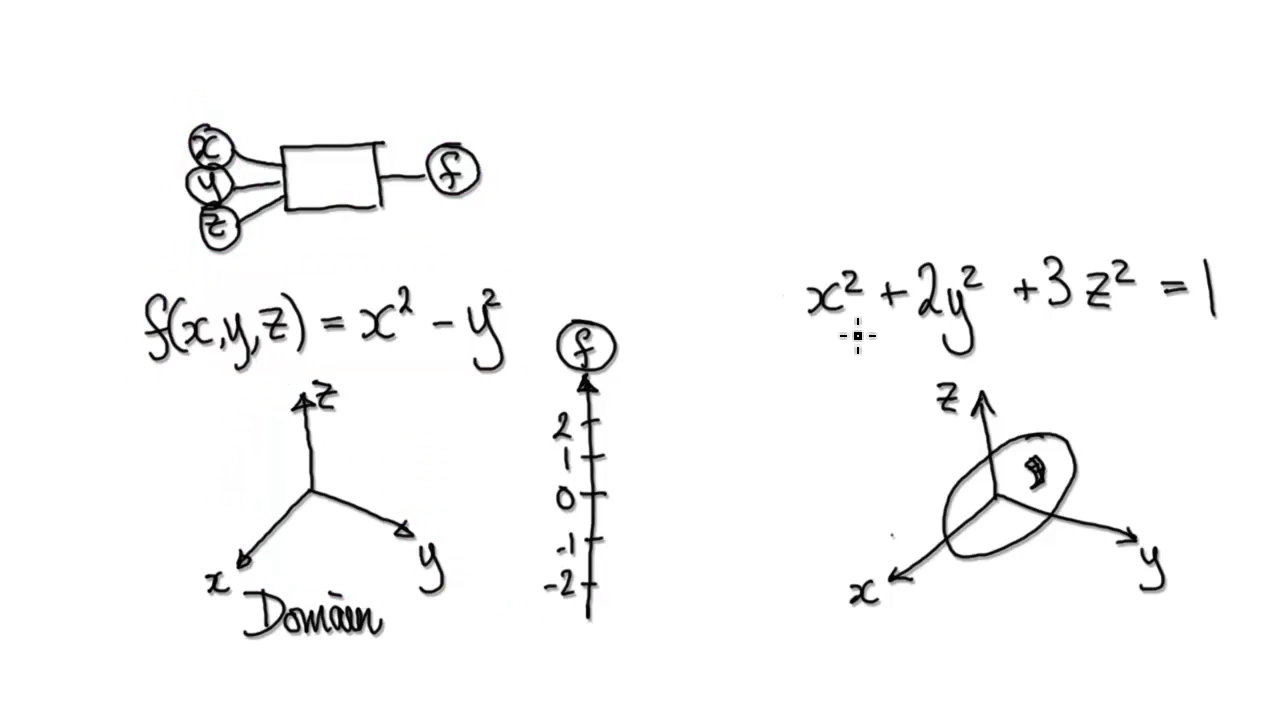 x
y
z
f
f(x,y,z) = x² - y²
z
x
y
Domain
f
2
1
0
-1
-2
x² + 2y² + 3z² = 1
z
x
y